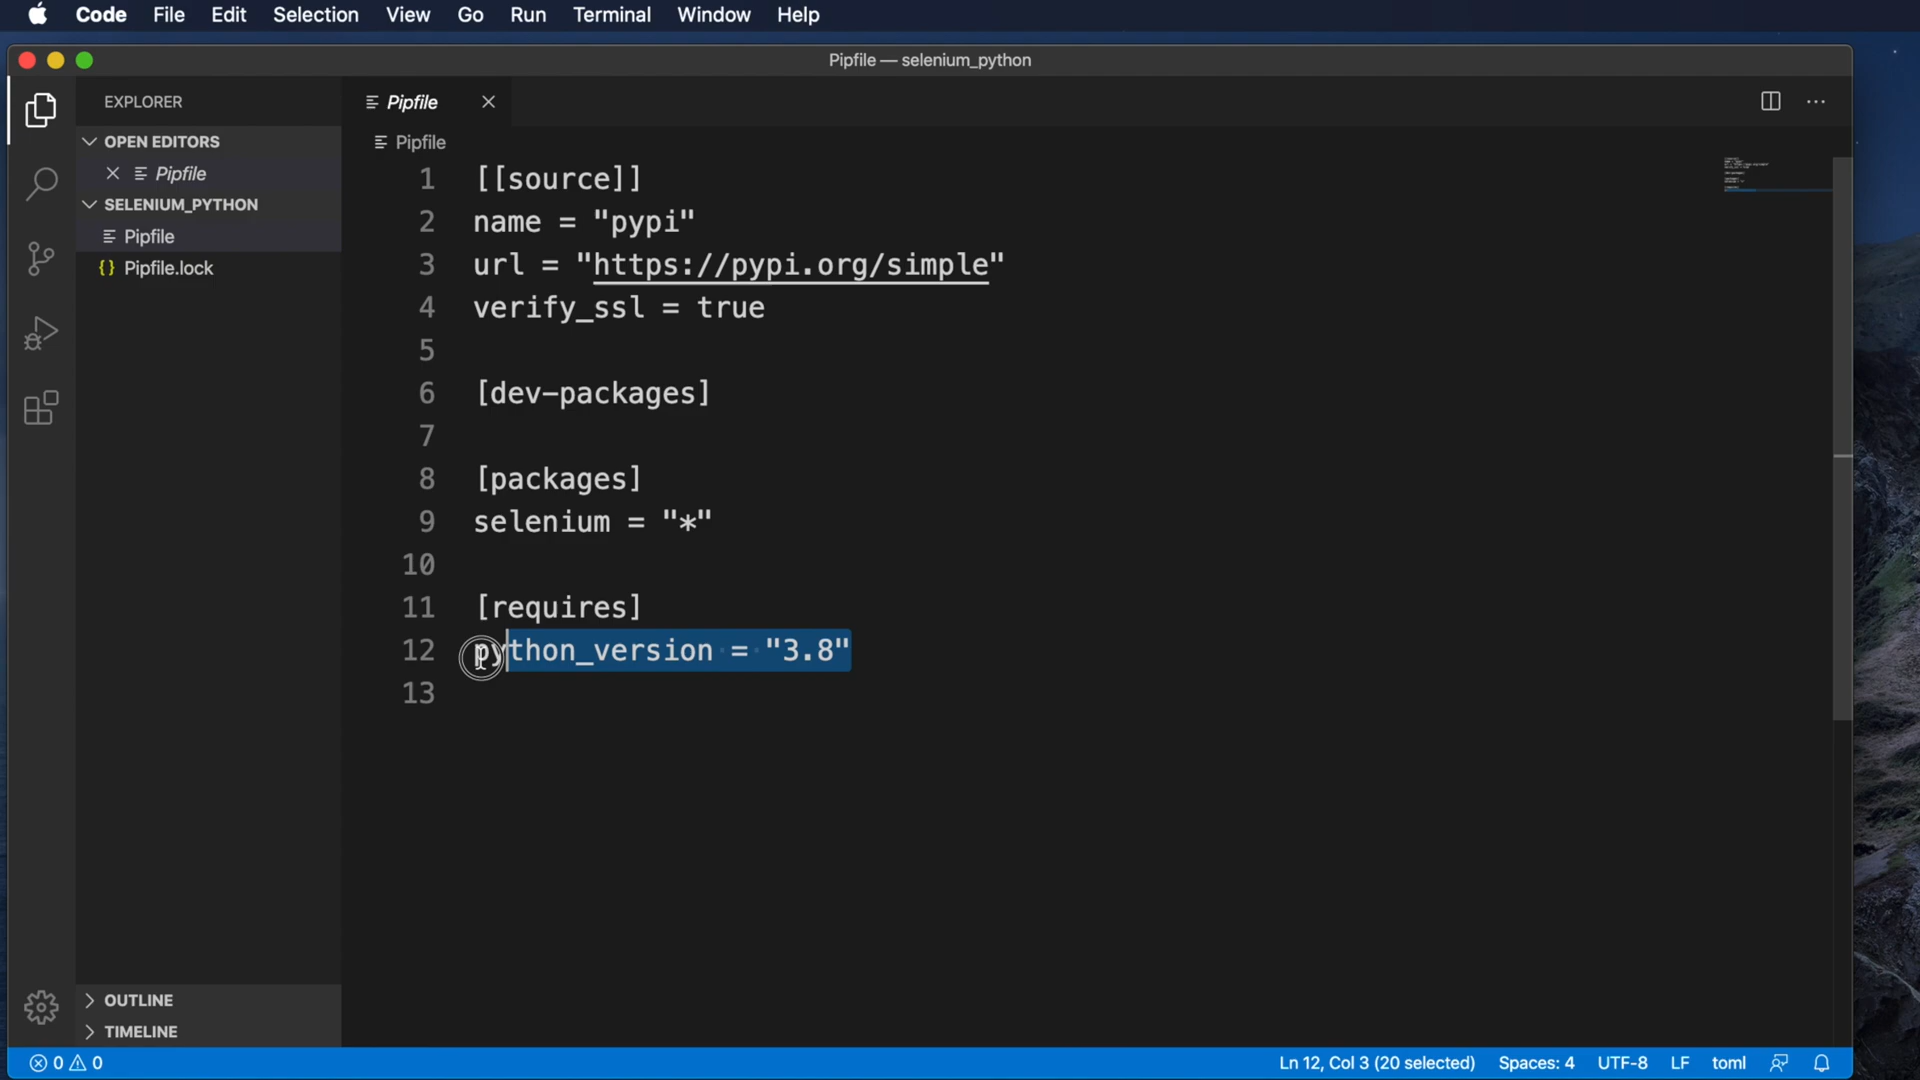 Code File Edit Selection View Go Run Terminal Window Help
Pipfile — selenium_python
EXPLORER
OPEN EDITORS
Pipfile
SELENIUM_PYTHON
Pipfile
{} Pipfile.lock
OUTLINE
TIMELINE
Pipfile
Pipfile
1 [[source]]
2 name = "pypi"
3 url = "https://pypi.org/simple"
4 verify_ssl = true
5
6 [dev-packages]
7
8 [packages]
9 selenium = "*"
10
11 [requires]
12 python_version = "3.8"
13
0 0 Ln 12, Col 3 (20 selected) Spaces: 4 UTF-8 LF toml